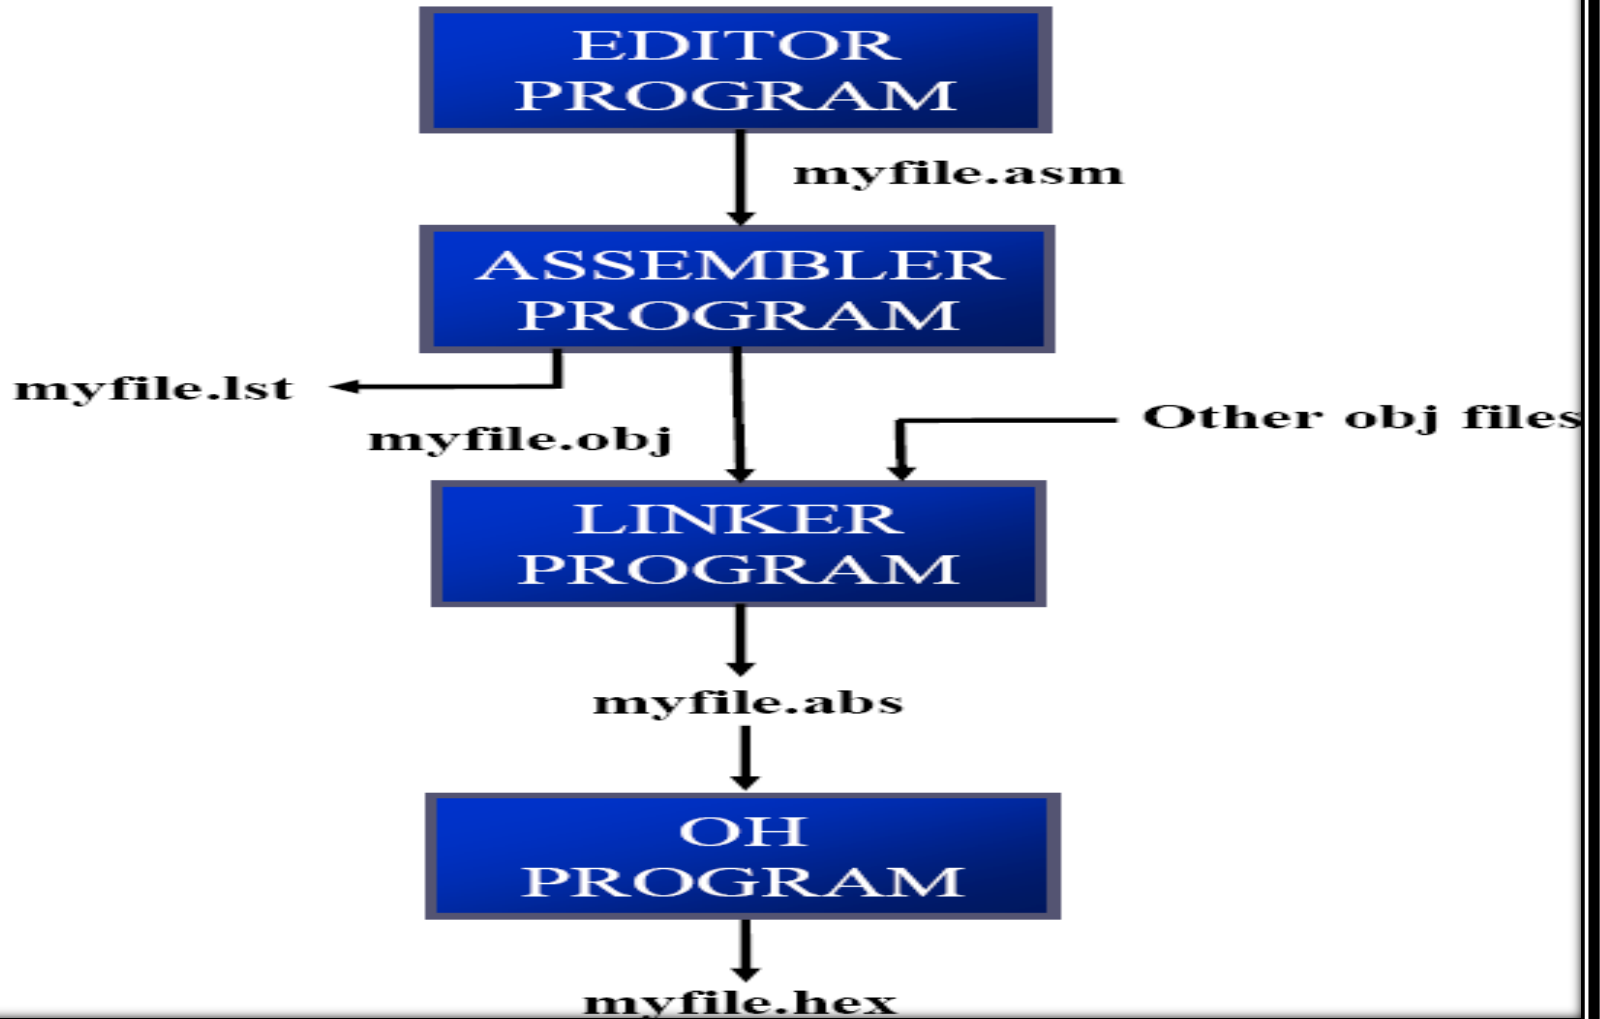 EDITOR
PROGRAM
myfile.asm
ASSEMBLER
PROGRAM
myfile.lst
myfile.obj
Other obj files
LINKER
PROGRAM
myfile.abs
OH
PROGRAM
myfile.hex